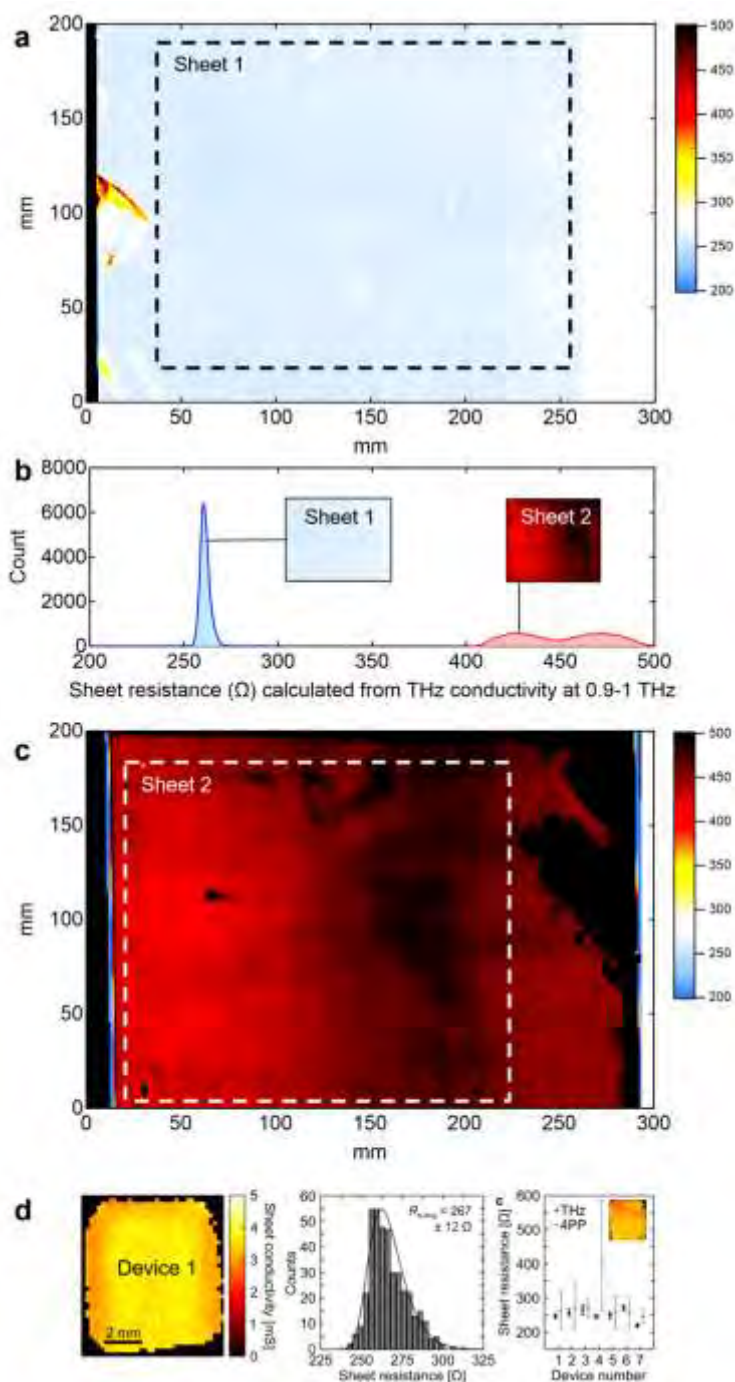 a
200
150
100
50
0
mm
Sheet 1
0 50 100 150 200 250 300
mm
500
450
400
350
300
250
200
b
8000
6000
4000
2000
0
Count
Sheet 1
Sheet 2
200 250 300 350 400 450 500
Sheet resistance (Ω) calculated from THz conductivity at 0.9-1 THz
c
200
150
100
50
0
mm
Sheet 2
0 50 100 150 200 250 300
mm
500
450
400
350
300
250
200
d
Device 1
2 mm
5
4
3
2
1
0
Sheet conductivity [mS]
60
50
40
30
20
10
0
Counts
= 267
± 12 Ω
225 250 275 300 325
Sheet resistance [Ω]
600
500
400
300
200
Sheet resistance [Ω]
THz
4PP
1 2 3 4 5 6 7
Device number